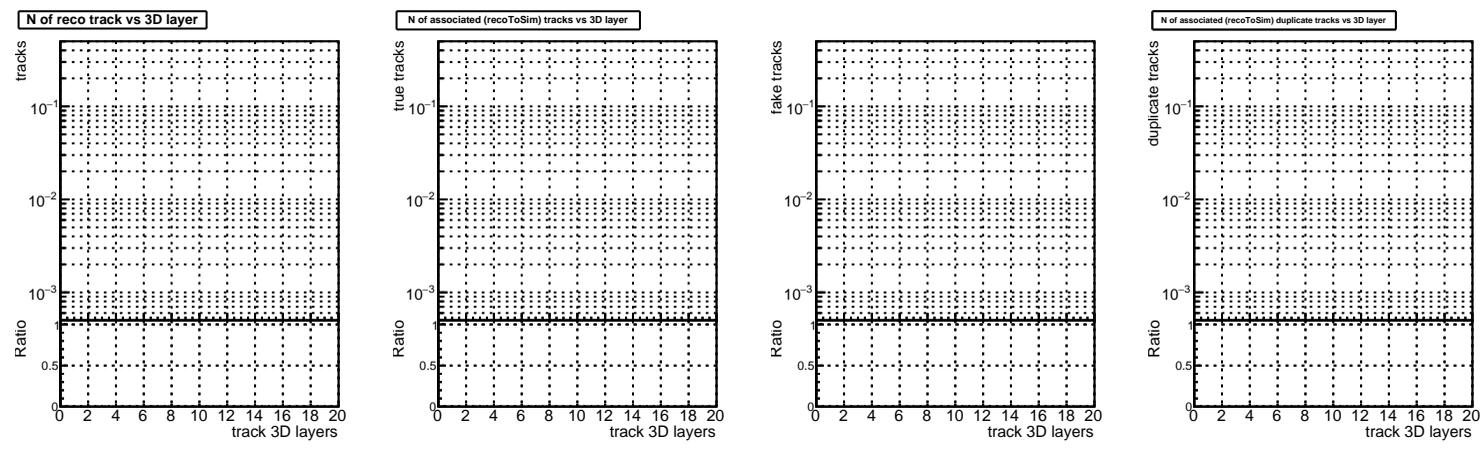 N of reco track vs 3D layer
tracks
10⁻¹
10⁻²
10⁻³
Ratio
1
0.5
0
0 2 4 6 8 10 12 14 16 18 20
track 3D layers
N of associated (recoToSim) tracks vs 3D layer
true tracks
10⁻¹
10⁻²
10⁻³
Ratio
1
0.5
0
0 2 4 6 8 10 12 14 16 18 20
track 3D layers
fake tracks
10⁻¹
10⁻²
10⁻³
Ratio
1
0.5
0
0 2 4 6 8 10 12 14 16 18 20
track 3D layers
N of associated (recoToSim) duplicate tracks vs 3D layer
duplicate tracks
10⁻¹
10⁻²
10⁻³
Ratio
1
0.5
0
0 2 4 6 8 10 12 14 16 18 20
track 3D layers